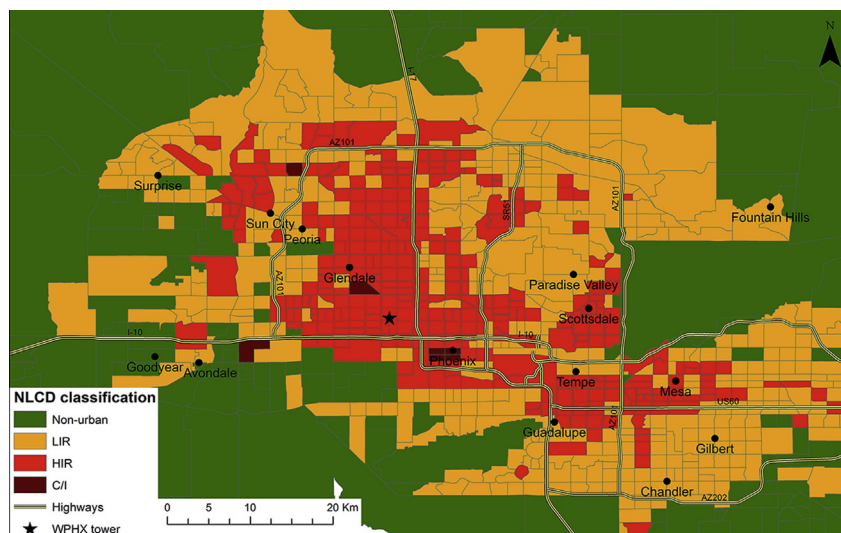 N
I-17
AZ101
Surprise
SR51
AZ101
Sun City
Fountain Hills
Peoria
Glendale
Paradise Valley
AZ101
Scottsdale
I-10
I-10
Phoenix
Goodyear
Avondale
Tempe
Mesa
US60
AZ101
Guadalupe
Gilbert
Chandler
AZ202
NLCD classification
Non-urban
LIR
HIR
C/I
Highways
WPHX tower
0 5 10 20 Km